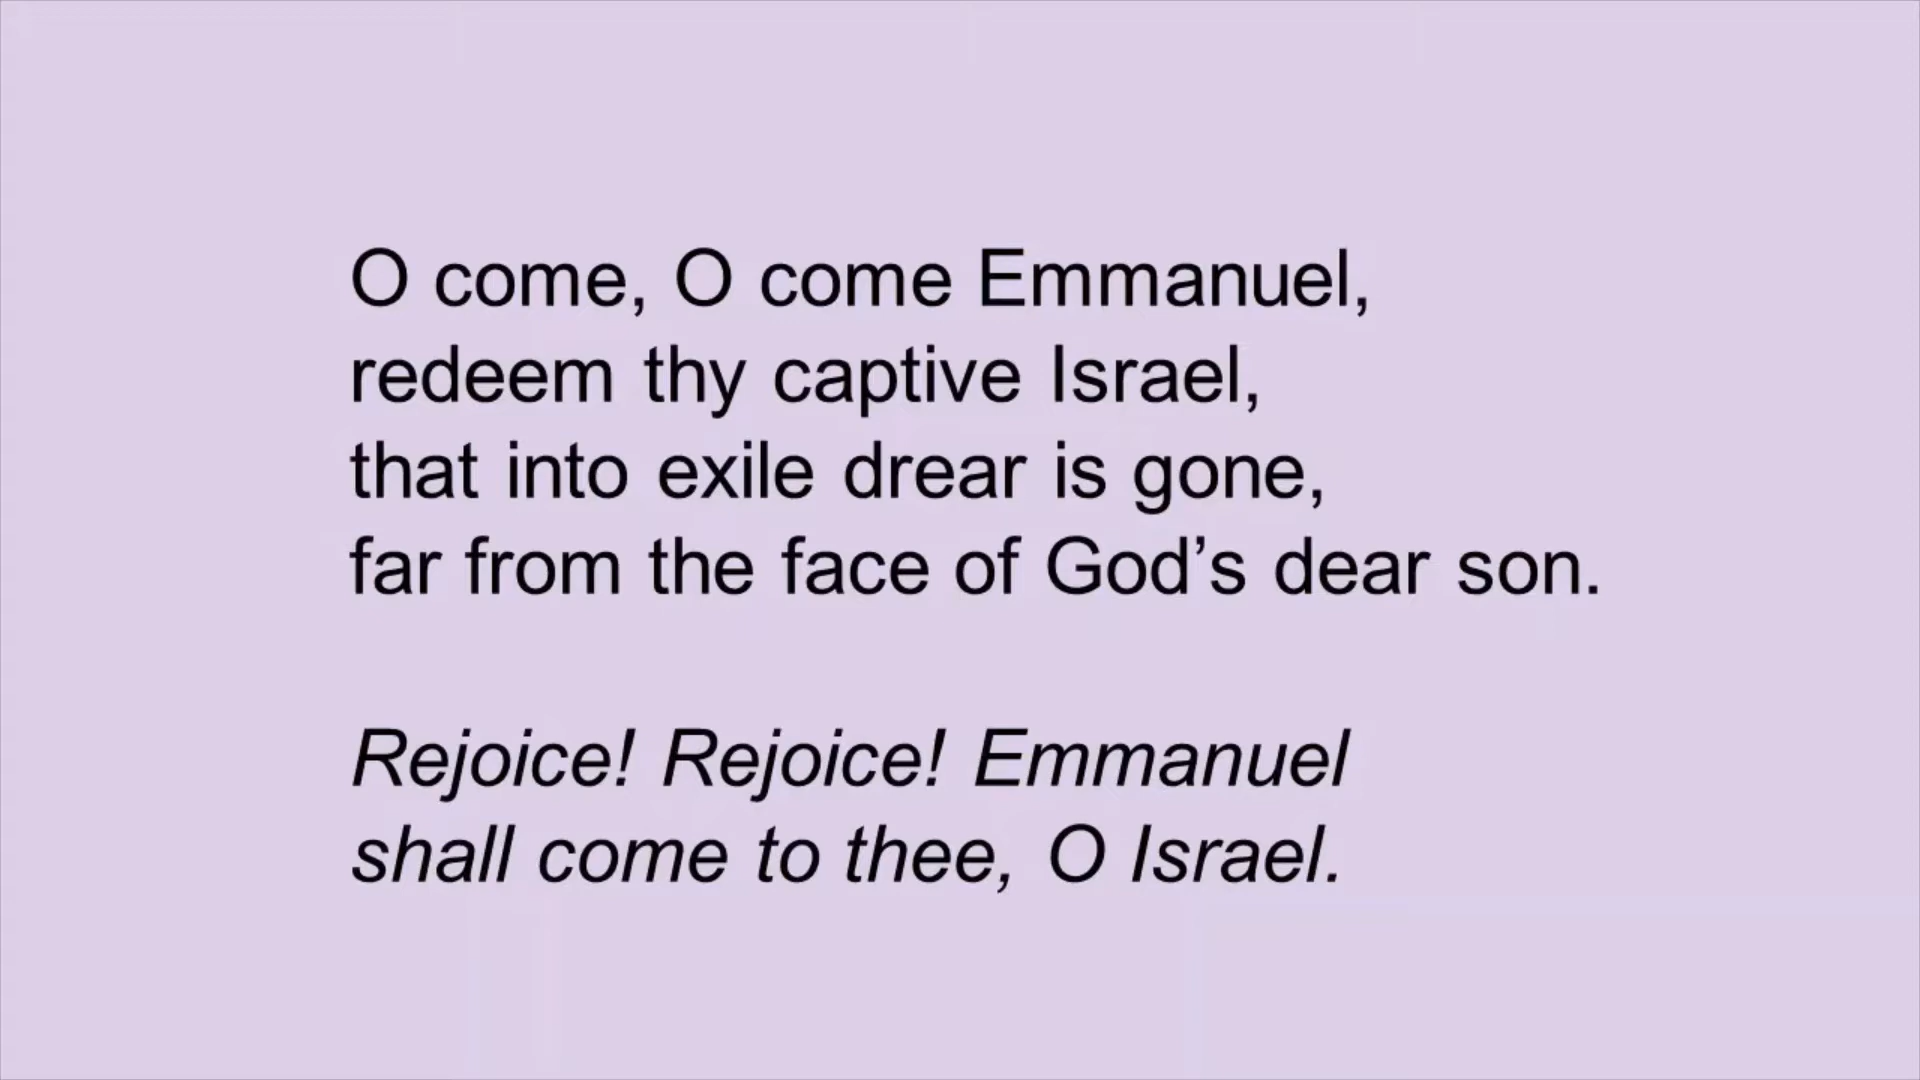 O come, O come Emmanuel,
redeem thy captive Israel,
that into exile drear is gone,
far from the face of God’s dear son.
Rejoice! Rejoice! Emmanuel
shall come to thee, O Israel.